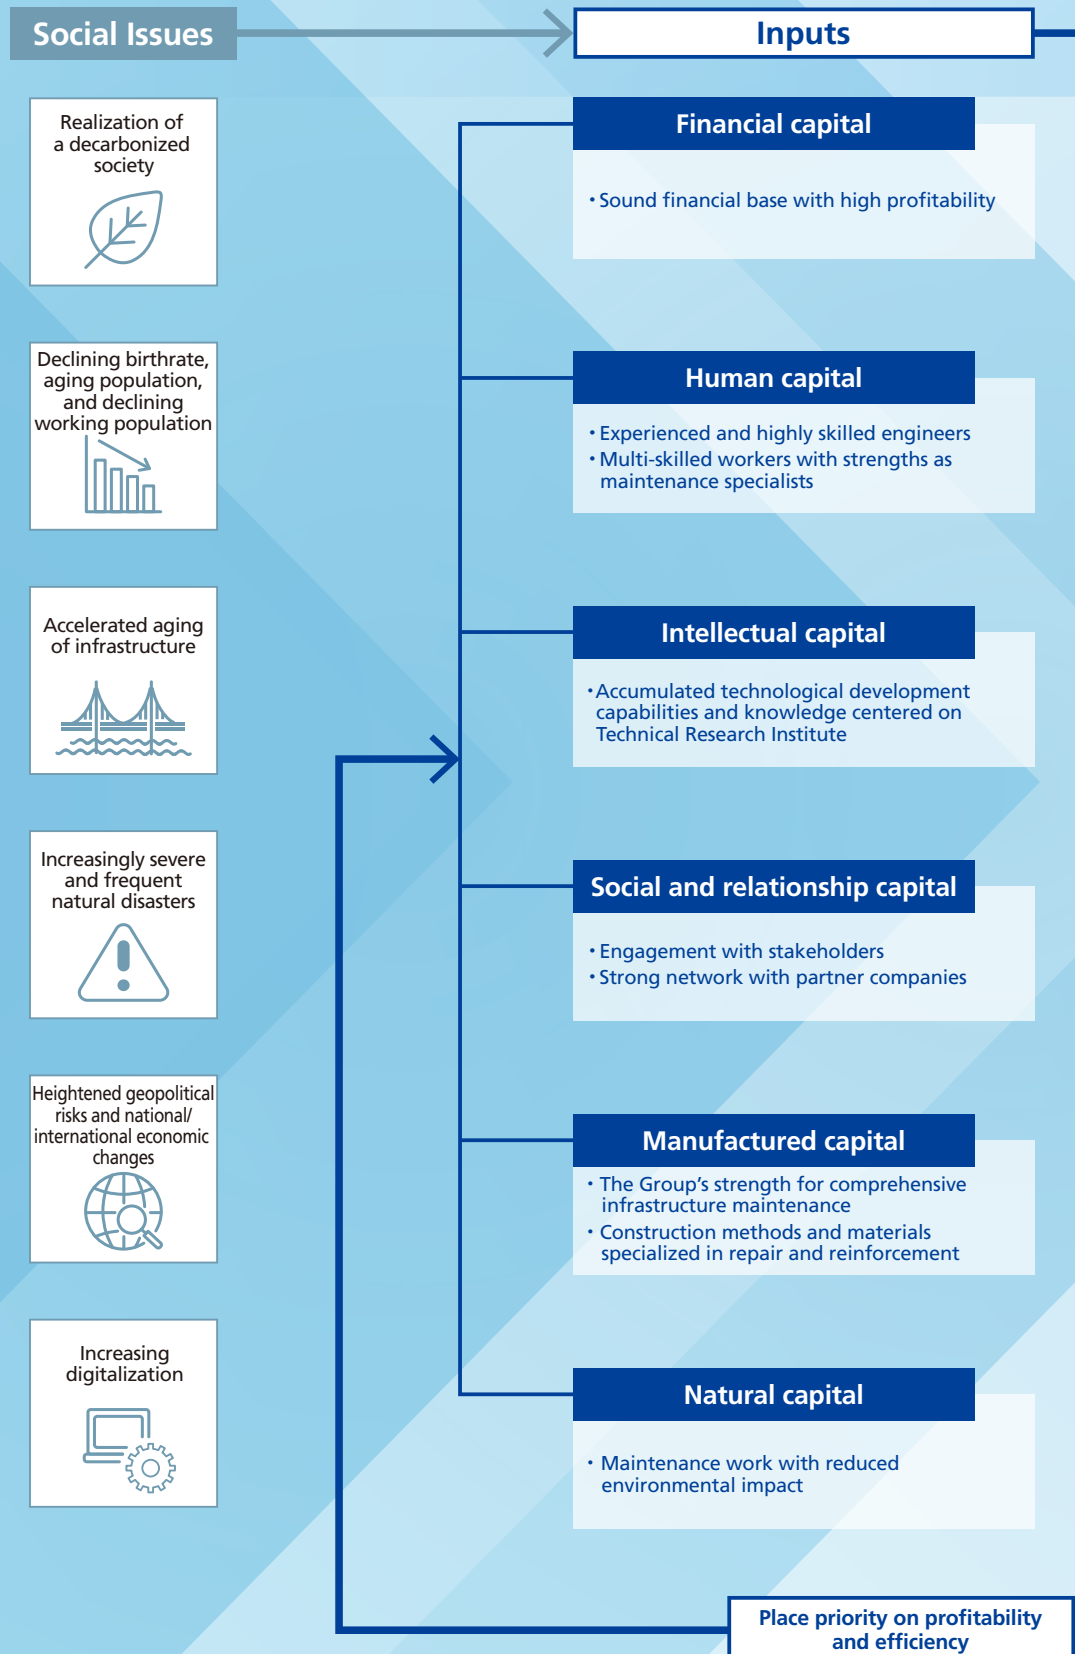 Social Issues
Inputs
Realization of
a decarbonized
society
Declining birthrate,
aging population,
and declining
working population
Accelerated aging
of infrastructure
Increasingly severe
and frequent
natural disasters
Heightened geopolitical
risks and national/
international economic
changes
Increasing
digitalization
Financial capital
・Sound financial base with high profitability
Human capital
・Experienced and highly skilled engineers
・Multi-skilled workers with strengths as
maintenance specialists
Intellectual capital
・Accumulated technological development
capabilities and knowledge centered on
Technical Research Institute
Social and relationship capital
・Engagement with stakeholders
・Strong network with partner companies
Manufactured capital
・The Group’s strength for comprehensive
infrastructure maintenance
・Construction methods and materials
specialized in repair and reinforcement
Natural capital
・Maintenance work with reduced
environmental impact
Place priority on profitability
and efficiency